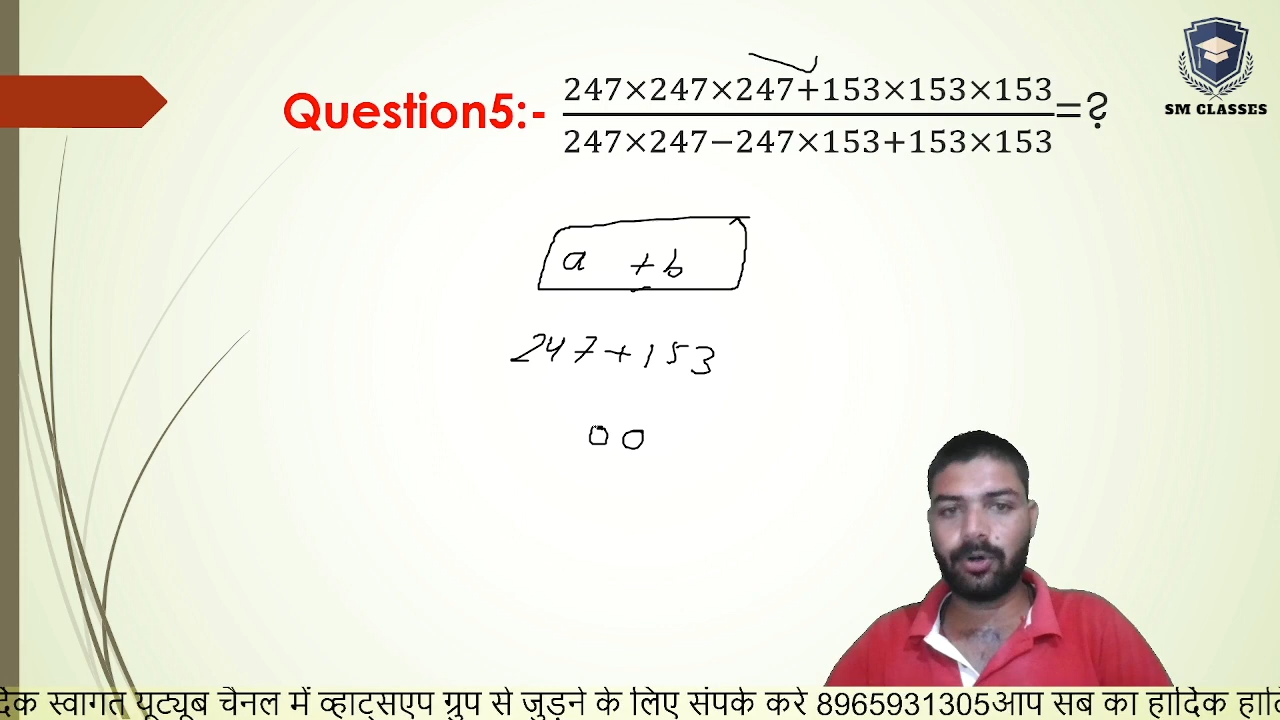 Question5:- 247×247×247+153×153×153 / 247×247−247×153+153×153 =?
SM CLASSES
a +b
247+153
00
र्दिक स्वागत यूट्यूब चैनल में व्हाट्सएप ग्रुप से जुड़ने के लिए संपर्क करे 8965931305आप सब का हार्दिक हार्दि